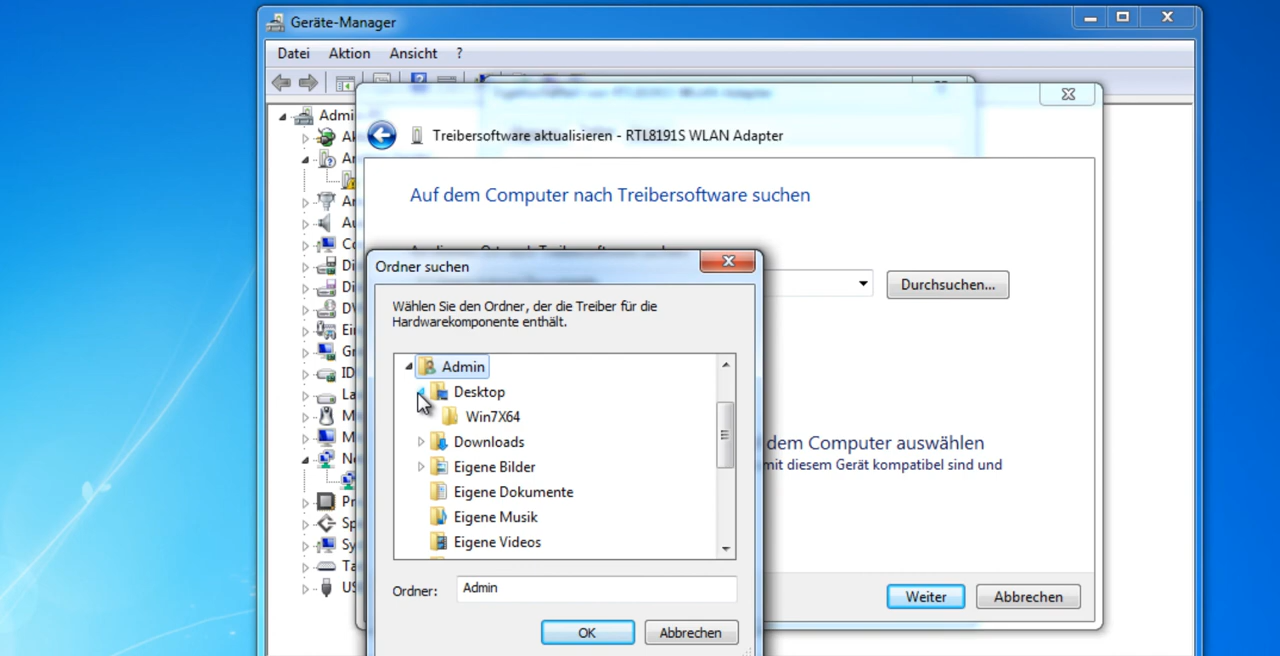 Geräte-Manager
Datei Aktion Ansicht ?
Admin
Treibersoftware aktualisieren - RTL8191S WLAN Adapter
Auf dem Computer nach Treibersoftware suchen
Ordner suchen
Durchsuchen...
Wählen Sie den Ordner, der die Treiber für die
Hardwarekomponente enthält.
Admin
Desktop
Win7X64
Downloads
Eigene Bilder
Eigene Dokumente
Eigene Musik
Eigene Videos
dem Computer auswählen
mit diesem Gerät kompatibel sind und
Ordner: Admin
OK Abbrechen
Weiter Abbrechen